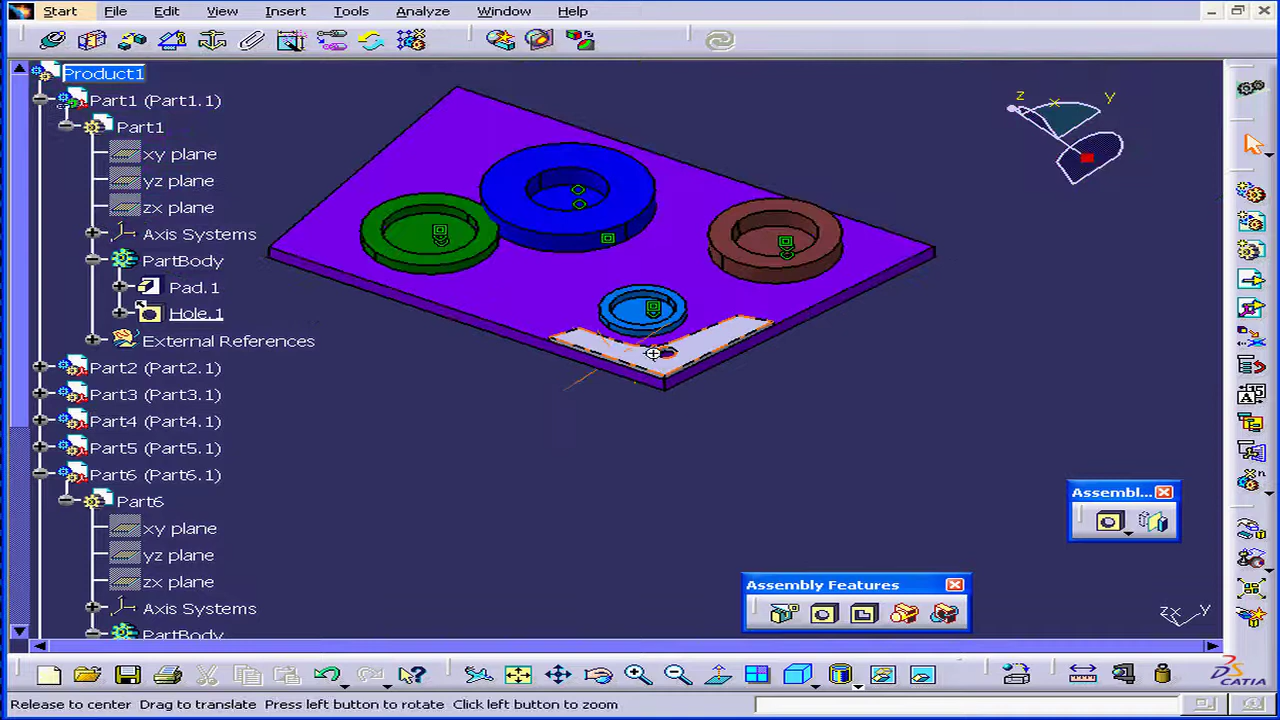 Start File Edit View Insert Tools Analyze Window Help
Product1
Part1 (Part1.1)
Part1
xy plane
yz plane
zx plane
Axis Systems
PartBody
Pad.1
Hole.1
External References
Part2 (Part2.1)
Part3 (Part3.1)
Part4 (Part4.1)
Part5 (Part5.1)
Part6 (Part6.1)
Part6
xy plane
yz plane
zx plane
Axis Systems
PartBody
z x y
Assembl...
Assembly Features
zx y
CATIA
Release to center Drag to translate Press left button to rotate Click left button to zoom